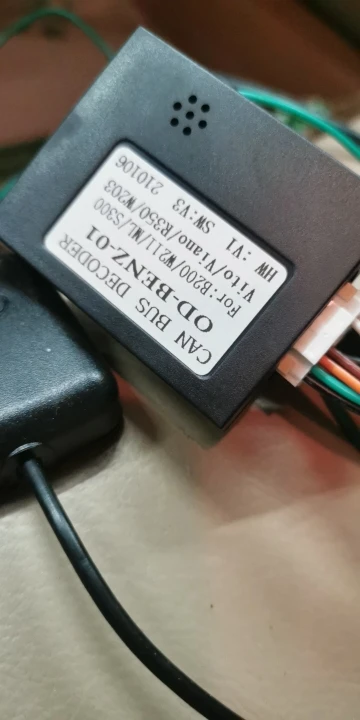 CAN BUS DECODER
OD-BENZ-01
For:B200/W211/ML/S300
Vito/Viano/R350/W203
HW :V1 SW:V3 210106